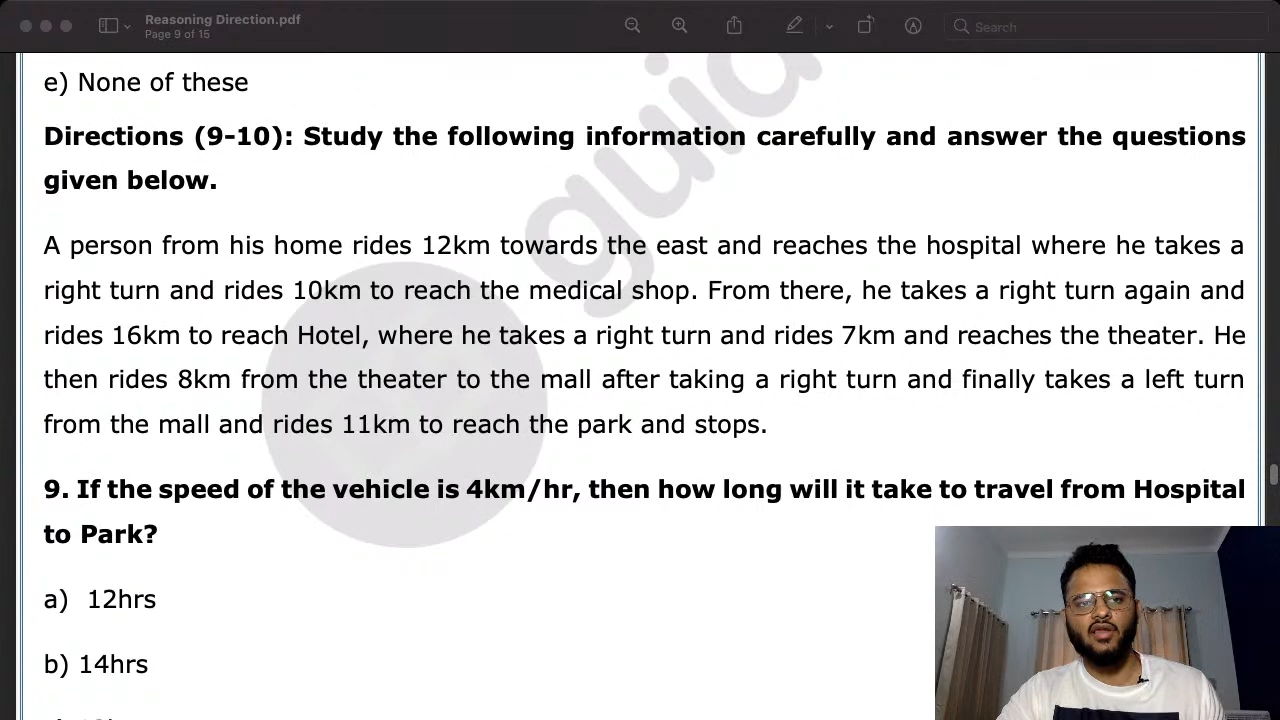 Reasoning Direction.pdf
Page 9 of 15
Search
e) None of these
Directions (9-10): Study the following information carefully and answer the questions
given below.
A person from his home rides 12km towards the east and reaches the hospital where he takes a
right turn and rides 10km to reach the medical shop. From there, he takes a right turn again and
rides 16km to reach Hotel, where he takes a right turn and rides 7km and reaches the theater. He
then rides 8km from the theater to the mall after taking a right turn and finally takes a left turn
from the mall and rides 11km to reach the park and stops.
9. If the speed of the vehicle is 4km/hr, then how long will it take to travel from Hospital
to Park?
a) 12hrs
b) 14hrs